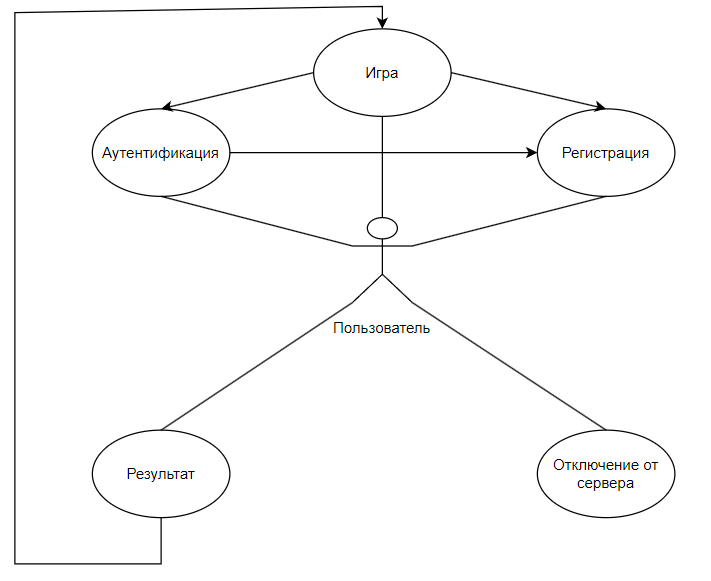 Игра
Аутентификация
Регистрация
Пользователь
Результат
Отключение от
сервера